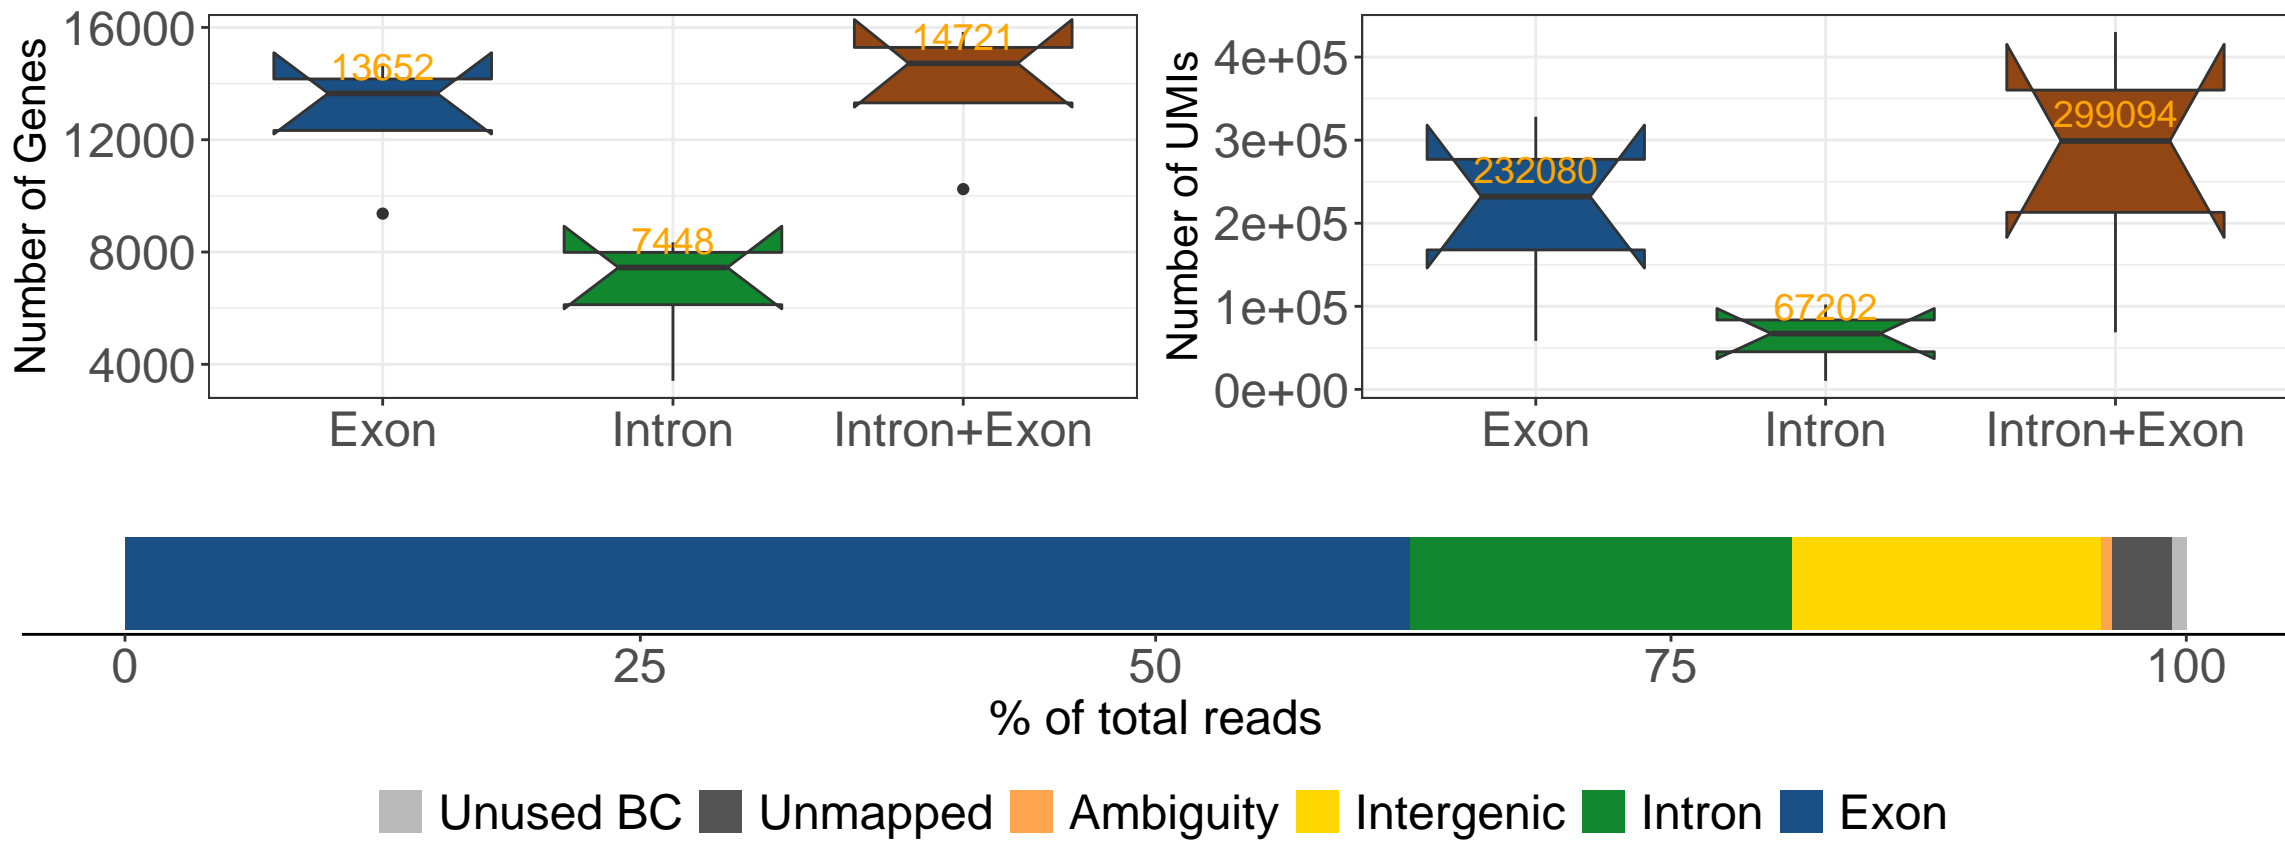 Number of Genes
16000
12000
8000
4000
13652
7448
14721
Exon Intron Intron+Exon
Number of UMIs
4e+05
3e+05
2e+05
1e+05
0e+00
232080
67202
299094
Exon Intron Intron+Exon
0 25 50 75 100
% of total reads
Unused BC Unmapped Ambiguity Intergenic Intron Exon